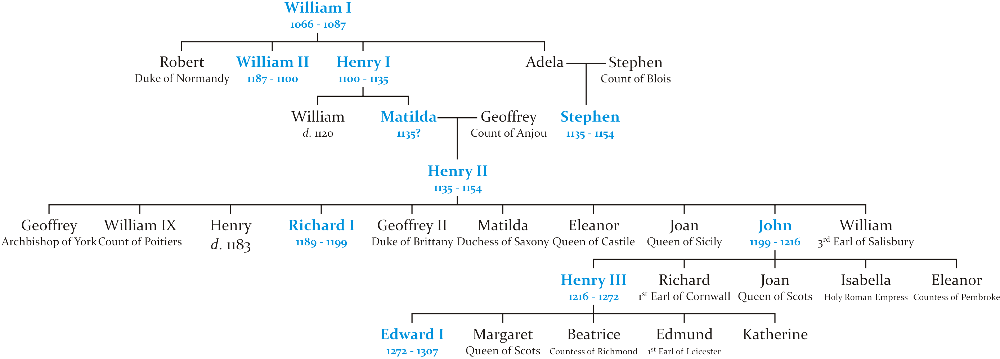 William I
1066 - 1087
Robert
Duke of Normandy
William II
1187 - 1100
Henry I
1100 - 1135
Adela
Stephen
Count of Blois
William
d. 1120
Matilda
1135?
Geoffrey
Count of Anjou
Stephen
1135 - 1154
Henry II
1135 - 1154
Geoffrey
Archbishop of York
William IX
Count of Poitiers
Henry
d. 1183
Richard I
1189 - 1199
Geoffrey II
Duke of Brittany
Matilda
Duchess of Saxony
Eleanor
Queen of Castile
Joan
Queen of Sicily
John
1199 - 1216
William
3rd Earl of Salisbury
Henry III
1216 - 1272
Richard
1st Earl of Cornwall
Joan
Queen of Scots
Isabella
Holy Roman Empress
Eleanor
Countess of Pembroke
Edward I
1272 - 1307
Margaret
Queen of Scots
Beatrice
Countess of Richmond
Edmund
1st Earl of Leicester
Katherine